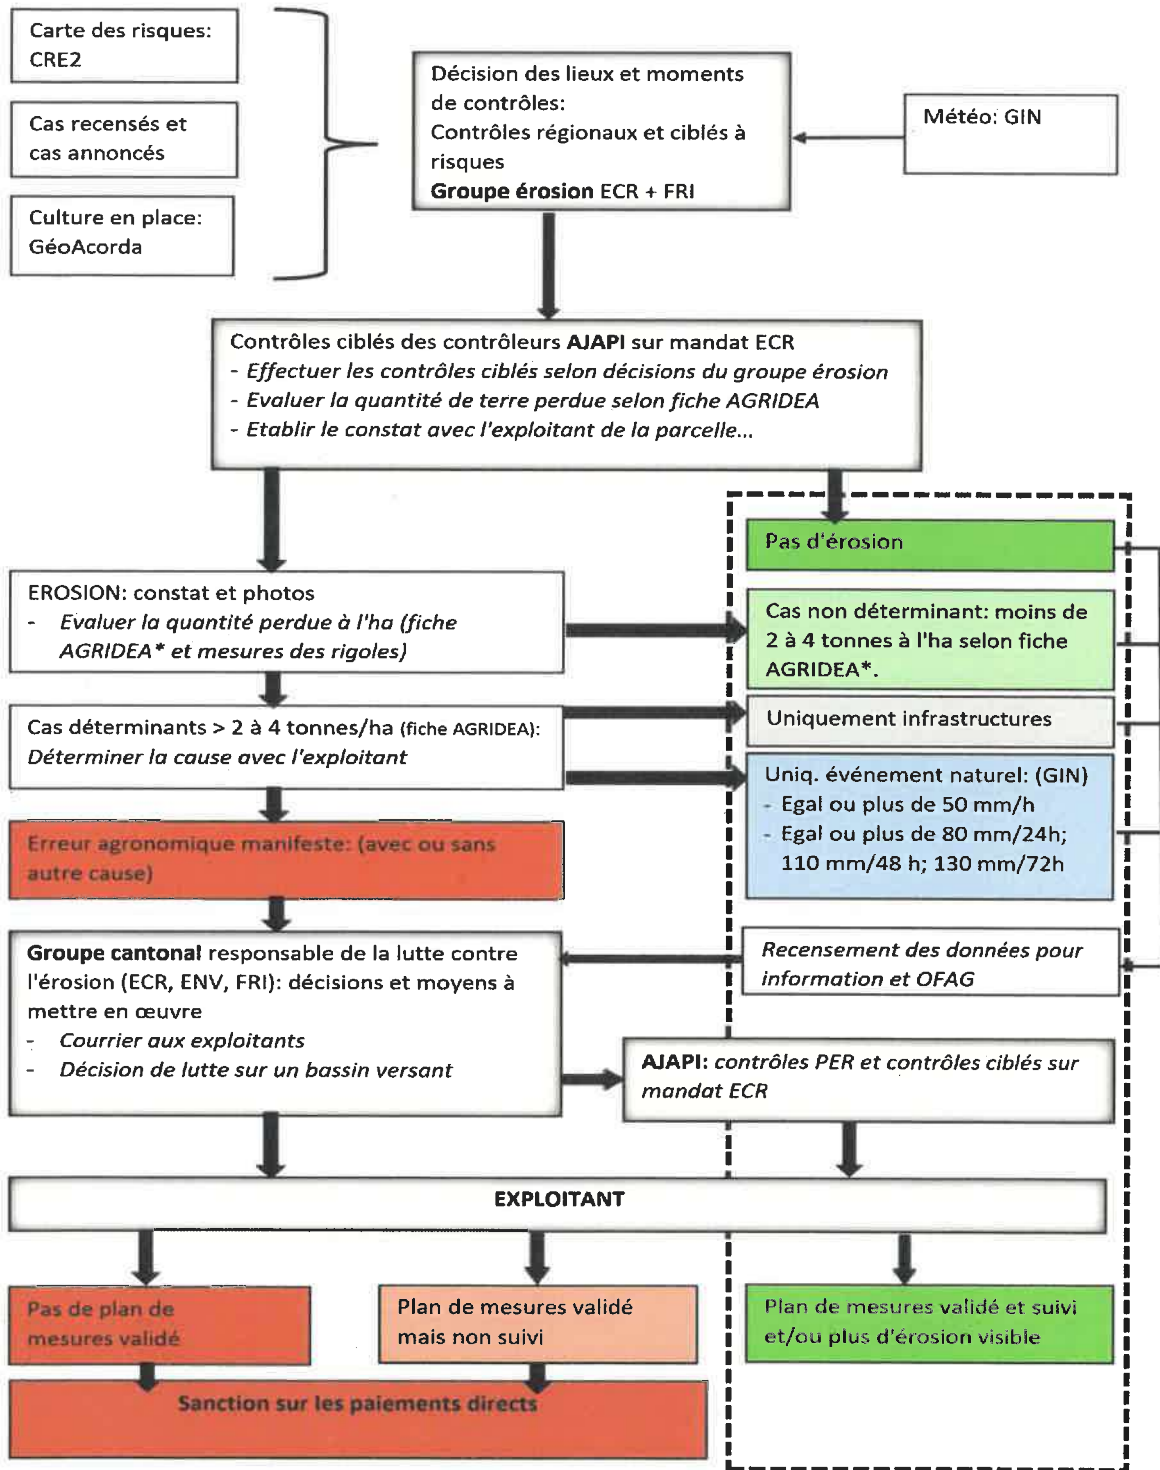 Carte des risques:
CRE2
Cas recensés et
cas annoncés
Culture en place:
GéoAcorda
Décision des lieux et moments
de contrôles:
Contrôles régionaux et ciblés à
risques
Groupe érosion ECR + FRI
Météo: GIN
Contrôles ciblés des contrôleurs AJAPI sur mandat ECR
- Effectuer les contrôles ciblés selon décisions du groupe érosion
- Evaluer la quantité de terre perdue selon fiche AGRIDEA
- Etablir le constat avec l'exploitant de la parcelle...
Pas d'érosion
EROSION: constat et photos
- Evaluer la quantité perdue à l'ha (fiche
AGRIDEA* et mesures des rigoles)
Cas non déterminant: moins de
2 à 4 tonnes à l'ha selon fiche
AGRIDEA*.
Cas déterminants > 2 à 4 tonnes/ha (fiche AGRIDEA):
Déterminer la cause avec l'exploitant
Uniquement infrastructures
Uniq. événement naturel: (GIN)
- Egal ou plus de 50 mm/h
- Egal ou plus de 80 mm/24h;
110 mm/48 h; 130 mm/72h
Erreur agronomique manifeste: (avec ou sans
autre cause)
Groupe cantonal responsable de la lutte contre
l'érosion (ECR, ENV, FRI): décisions et moyens à
mettre en œuvre
- Courrier aux exploitants
- Décision de lutte sur un bassin versant
Recensement des données pour
information et OFAG
AJAPI: contrôles PER et contrôles ciblés sur
mandat ECR
EXPLOITANT
Pas de plan de
mesures validé
Plan de mesures validé
mais non suivi
Plan de mesures validé et suivi
et/ou plus d'érosion visible
Sanction sur les paiements directs